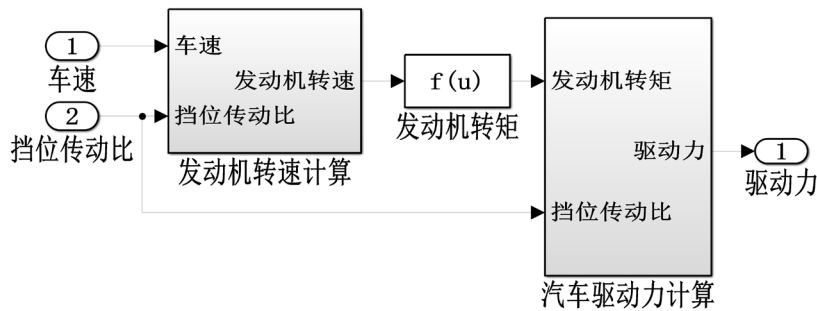 1
车速
2
挡位传动比
车速
发动机转速
挡位传动比
发动机转速计算
f(u)
发动机转矩
发动机转矩
驱动力
挡位传动比
汽车驱动力计算
1
驱动力